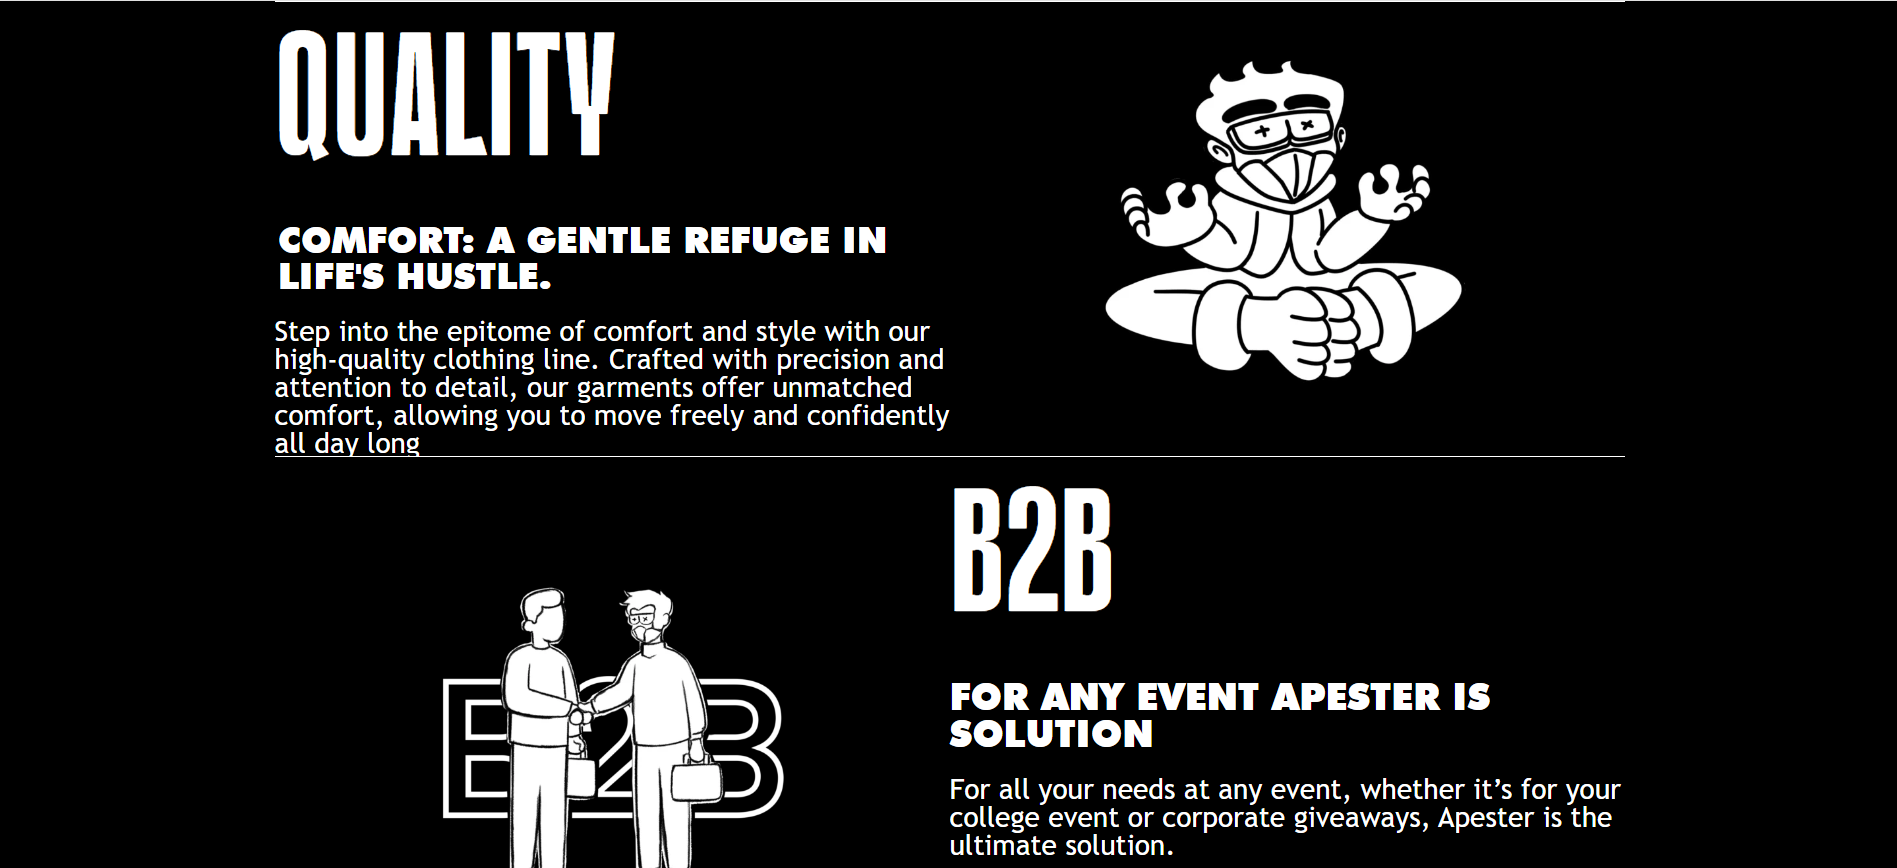 QUALITY
COMFORT: A GENTLE REFUGE IN
LIFE'S HUSTLE.
Step into the epitome of comfort and style with our
high-quality clothing line. Crafted with precision and
attention to detail, our garments offer unmatched
comfort, allowing you to move freely and confidently
all day long
B2B
B2B
FOR ANY EVENT APESTER IS
SOLUTION
For all your needs at any event, whether it’s for your
college event or corporate giveaways, Apester is the
ultimate solution.